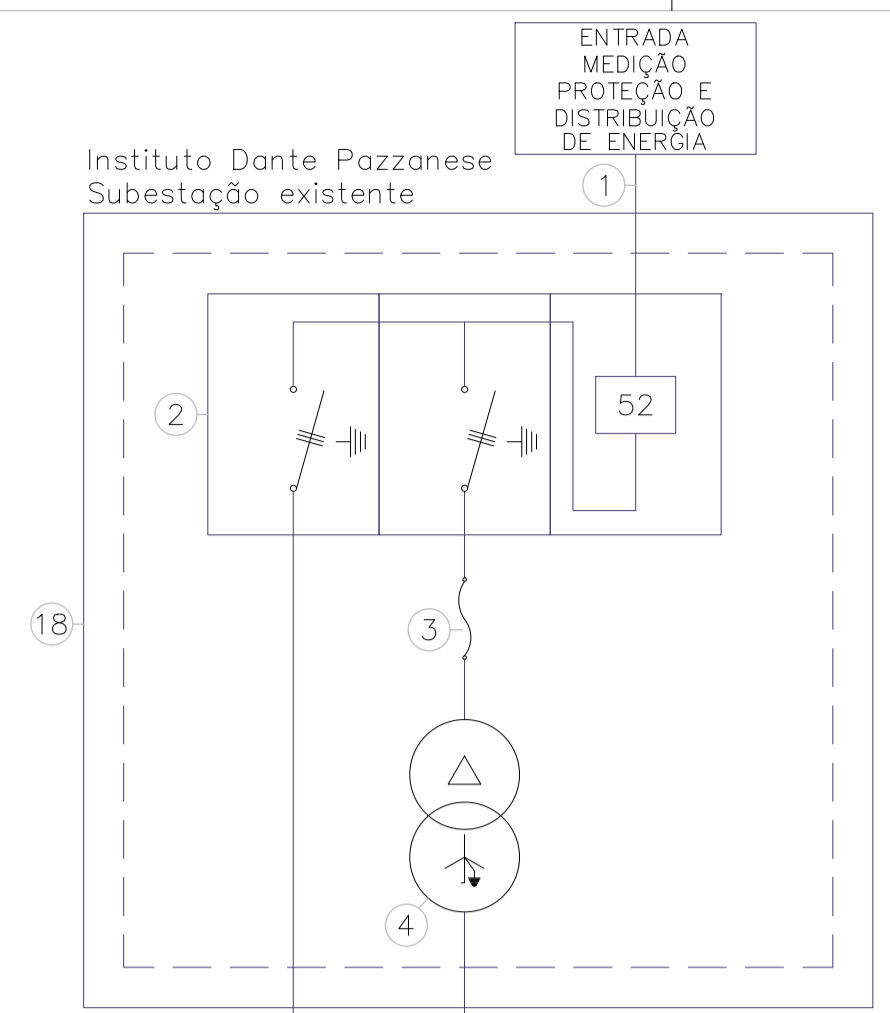 ENTRADA
MEDIÇÃO
PROTEÇÃO E
DISTRIBUIÇÃO
DE ENERGIA
Instituto Dante Pazzanese
Subestação existente
1
2
52
18
3
4